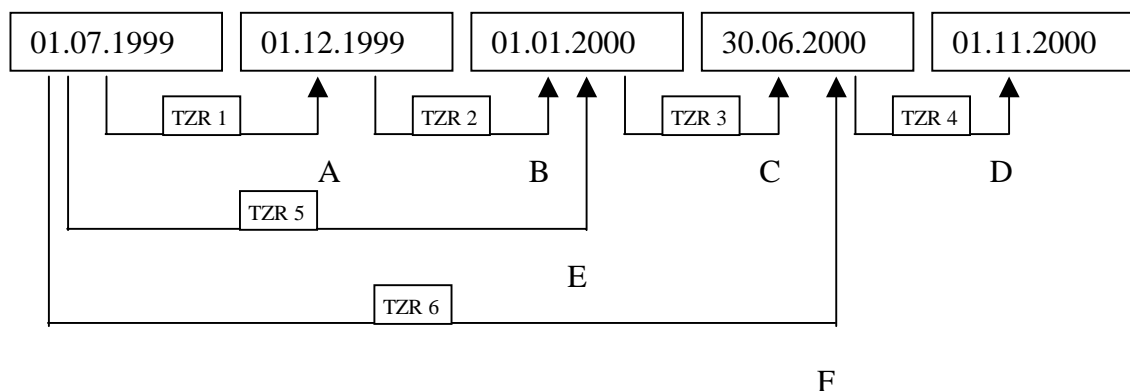 01.07.1999 01.12.1999 01.01.2000 30.06.2000 01.11.2000
TZR 1 TZR 2 TZR 3 TZR 4
A B C D
TZR 5
E
TZR 6
F